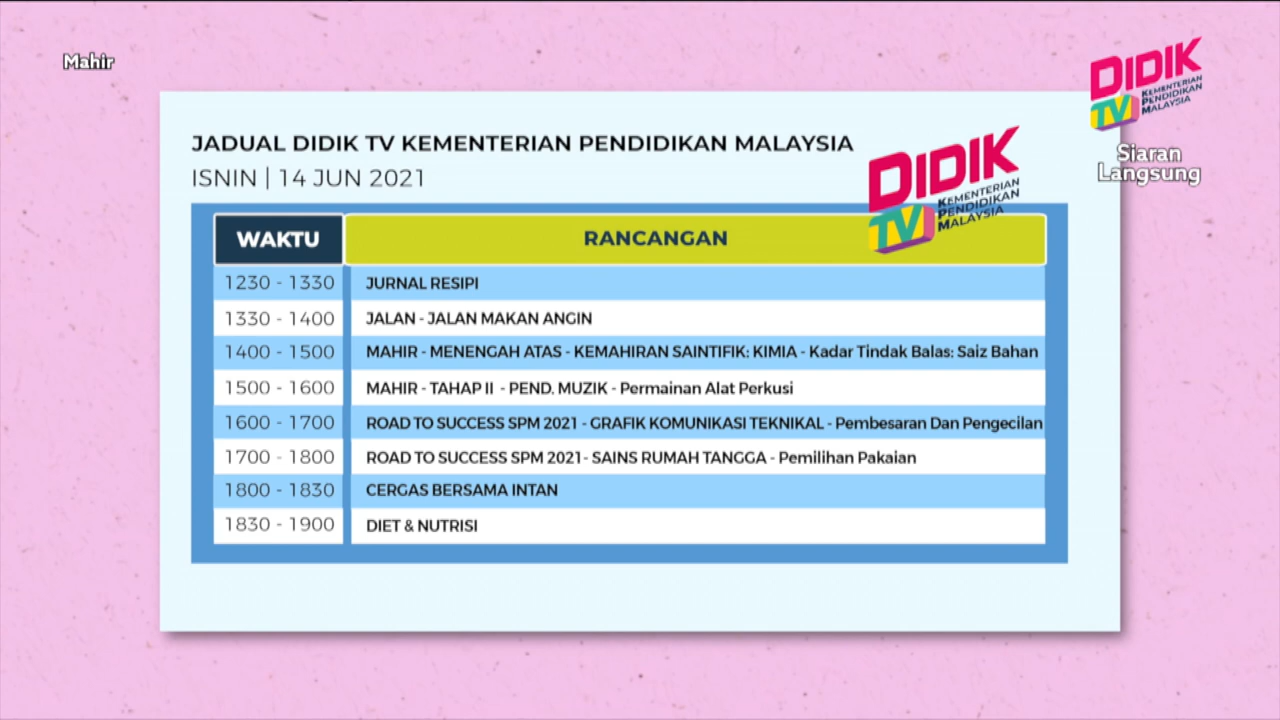 Mahir
DIDIK
TV KEMENTERIAN
PENDIDIKAN
MALAYSIA
Siaran
Langsung
JADUAL DIDIK TV KEMENTERIAN PENDIDIKAN MALAYSIA
ISNIN | 14 JUN 2021
DIDIK
TV KEMENTERIAN
PENDIDIKAN
MALAYSIA
WAKTU RANCANGAN
1230 - 1330 JURNAL RESIPI
1330 - 1400 JALAN - JALAN MAKAN ANGIN
1400 - 1500 MAHIR - MENENGAH ATAS - KEMAHIRAN SAINTIFIK: KIMIA - Kadar Tindak Balas: Saiz Bahan
1500 - 1600 MAHIR - TAHAP II - PEND. MUZIK - Permainan Alat Perkusi
1600 - 1700 ROAD TO SUCCESS SPM 2021 - GRAFIK KOMUNIKASI TEKNIKAL - Pembesaran Dan Pengecilan
1700 - 1800 ROAD TO SUCCESS SPM 2021- SAINS RUMAH TANGGA - Pemilihan Pakaian
1800 - 1830 CERGAS BERSAMA INTAN
1830 - 1900 DIET & NUTRISI